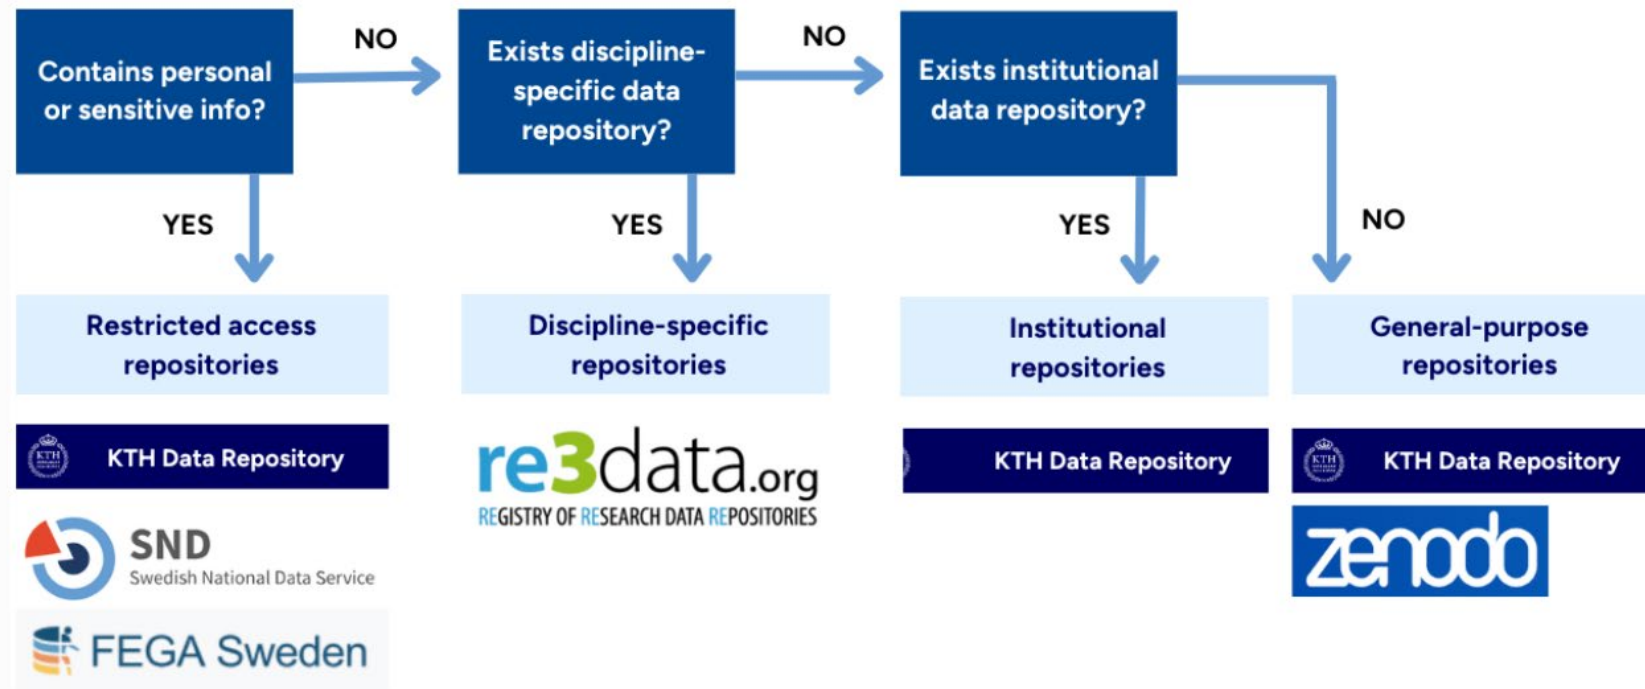 Contains personal
or sensitive info?
NO
Exists discipline-
specific data
repository?
NO
Exists institutional
data repository?
YES
YES
YES
NO
Restricted access
repositories
Discipline-specific
repositories
Institutional
repositories
General-purpose
repositories
KTH
KTH Data Repository
re3data.org
REGISTRY OF RESEARCH DATA REPOSITORIES
KTH Data Repository
KTH
KTH Data Repository
SND
Swedish National Data Service
zenodo
FEGA Sweden